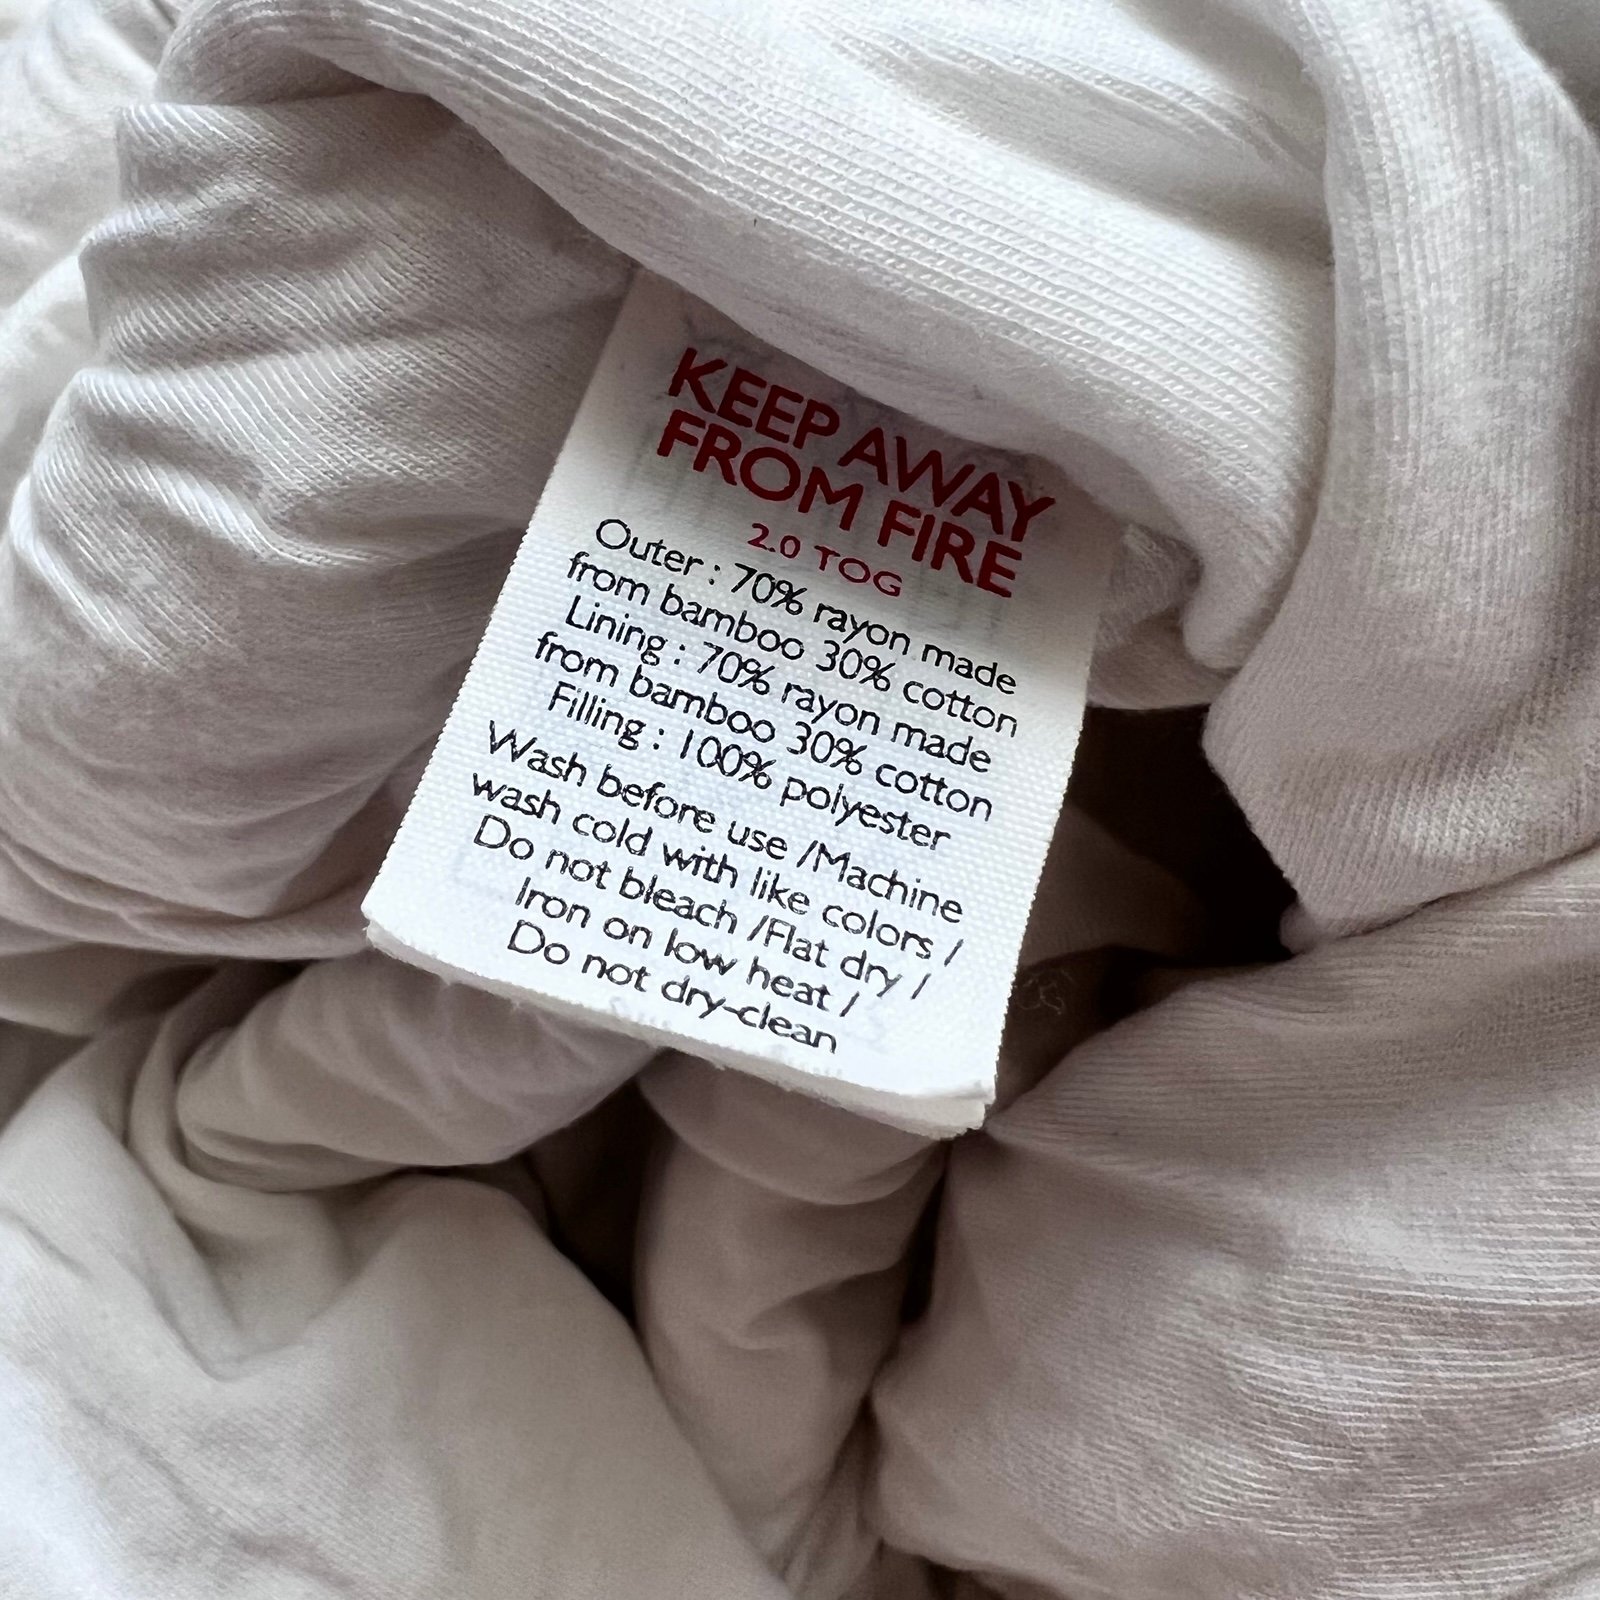 KEEP AWAY
FROM FIRE
2.0 TOG
Outer : 70% rayon made
from bamboo 30% cotton
Lining : 70% rayon made
from bamboo 30% cotton
Filling : 100% polyester
Wash before use /Machine
wash cold with like colors /
Do not bleach /Flat dry /
Iron on low heat /
Do not dry-clean